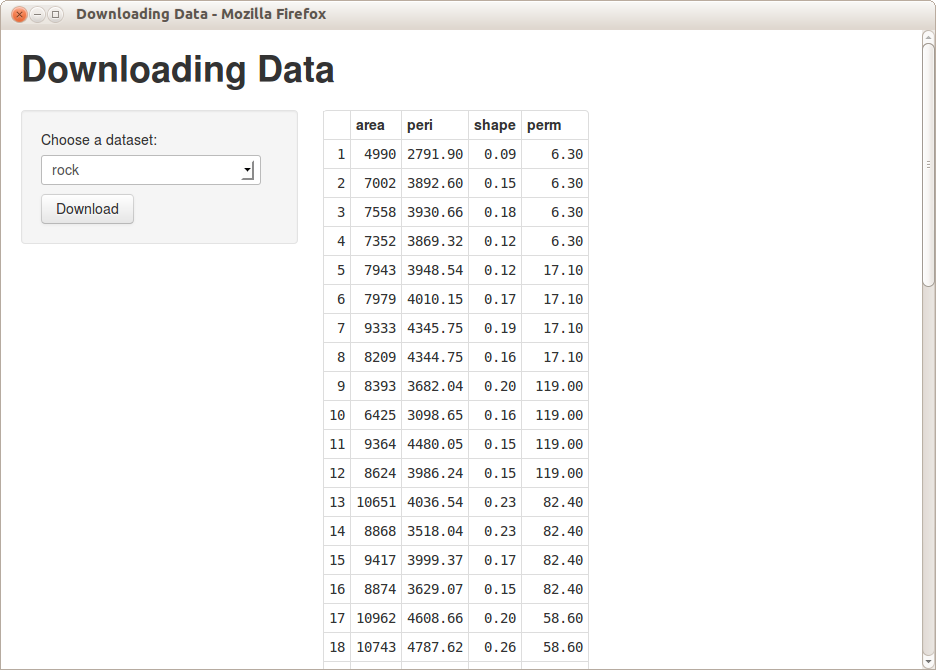 Downloading Data - Mozilla Firefox
Downloading Data
Choose a dataset:
rock
Download
area peri shape perm
1 4990 2791.90 0.09 6.30
2 7002 3892.60 0.15 6.30
3 7558 3930.66 0.18 6.30
4 7352 3869.32 0.12 6.30
5 7943 3948.54 0.12 17.10
6 7979 4010.15 0.17 17.10
7 9333 4345.75 0.19 17.10
8 8209 4344.75 0.16 17.10
9 8393 3682.04 0.20 119.00
10 6425 3098.65 0.16 119.00
11 9364 4480.05 0.15 119.00
12 8624 3986.24 0.15 119.00
13 10651 4036.54 0.23 82.40
14 8868 3518.04 0.23 82.40
15 9417 3999.37 0.17 82.40
16 8874 3629.07 0.15 82.40
17 10962 4608.66 0.20 58.60
18 10743 4787.62 0.26 58.60